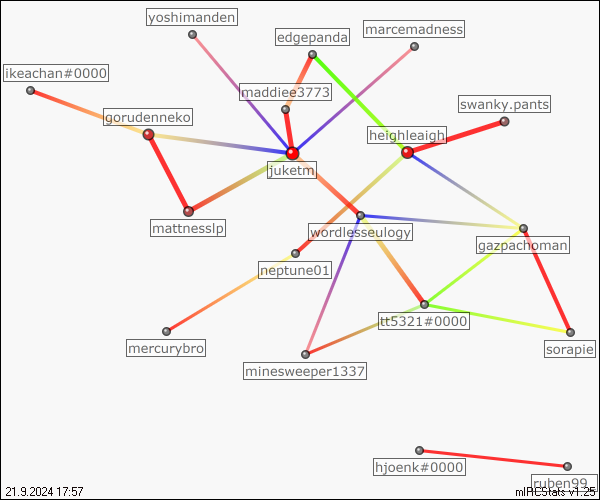 yoshimanden
marcemadness
edgepanda
ikeachan#0000
maddiee3773
swanky.pants
gorudenneko
heighleaigh
juketm
mattnesslp
wordlesseulogy
gazpachoman
neptune01
tt5321#0000
mercurybro
sorapie
minesweeper1337
hjoenk#0000
ruben99_
21.9.2024 17:57
mIRCStats v1.25